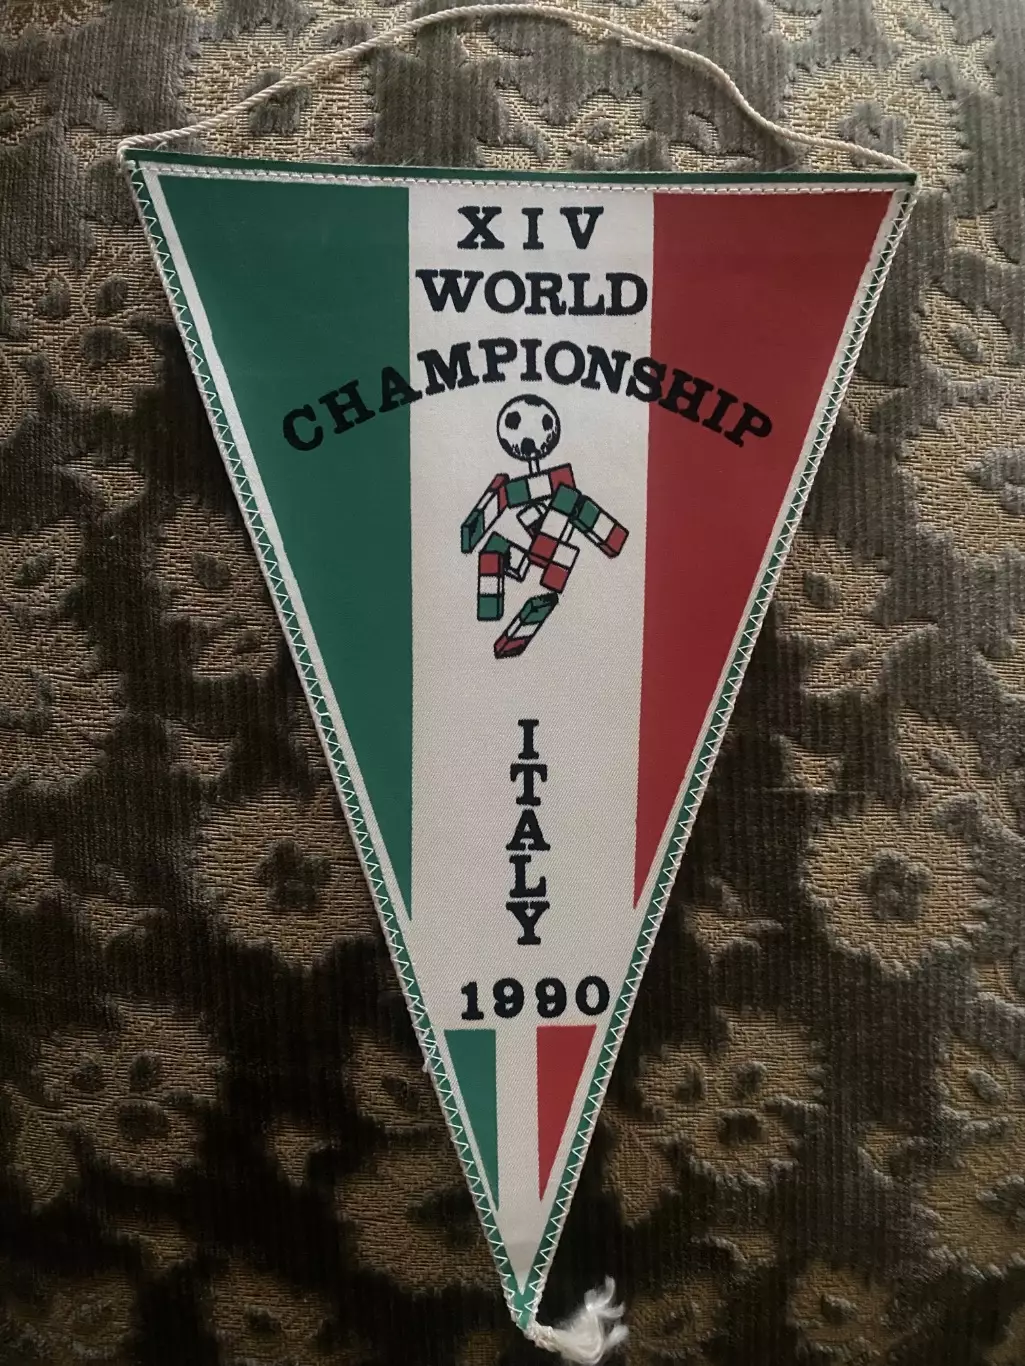 XIV
WORLD
CHAMPIONSHIP
ITALY
1990